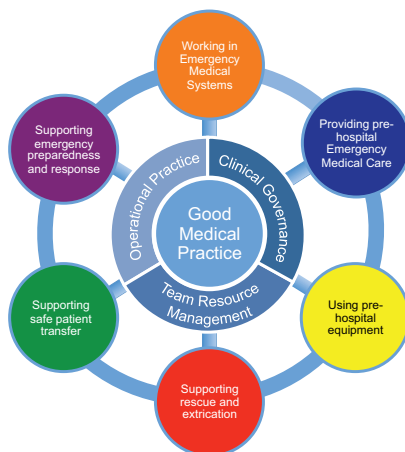 Working in
Emergency
Medical
Systems
Providing pre-
hospital
Emergency
Medical Care
Using pre-
hospital
equipment
Supporting
rescue and
extrication
Supporting
safe patient
transfer
Supporting
emergency
preparedness
and response
Operational Practice
Clinical Governance
Team Resource
Management
Good
Medical
Practice